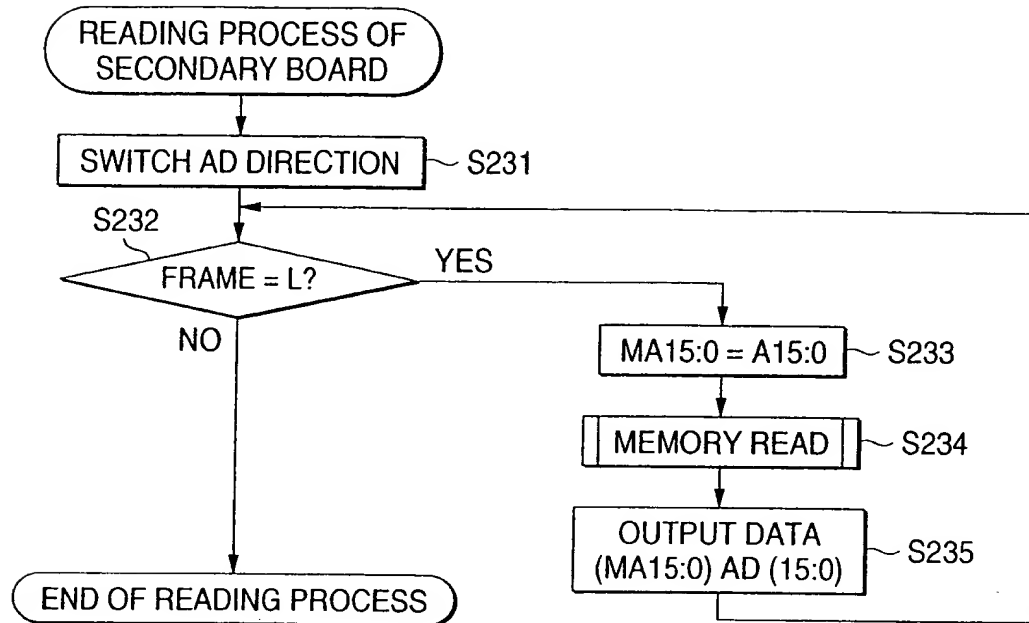 READING PROCESS OF
SECONDARY BOARD
SWITCH AD DIRECTION
S231
S232
FRAME = L?
YES
NO
MA15:0 = A15:0
S233
MEMORY READ
S234
OUTPUT DATA
(MA15:0) AD (15:0)
S235
END OF READING PROCESS